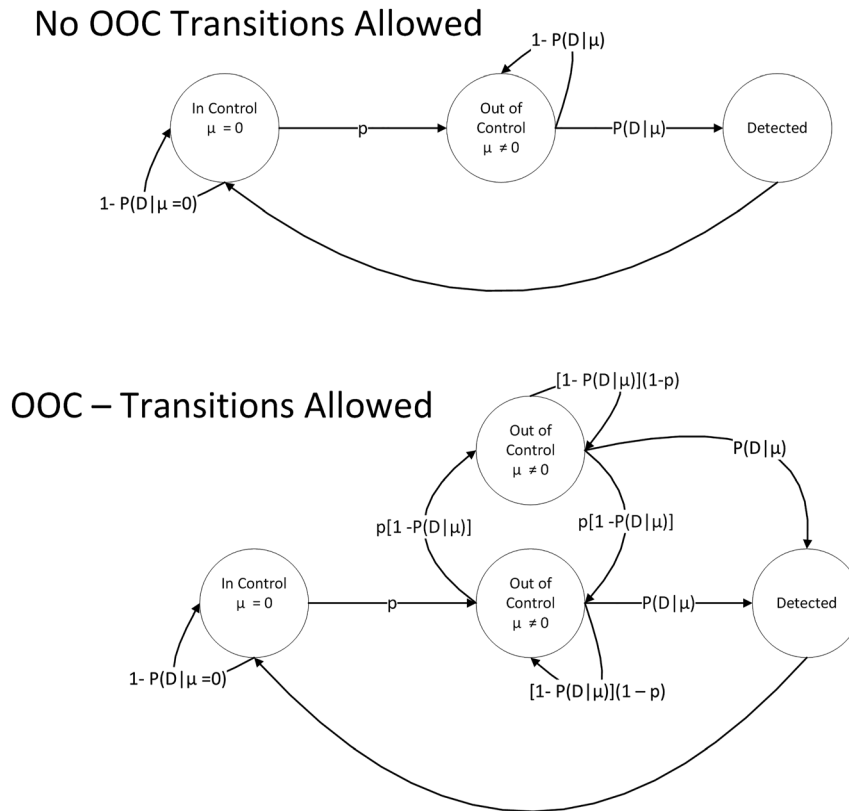 No OOC Transitions Allowed
1- P(D|μ)
In Control
μ = 0
p
Out of
Control
μ ≠ 0
P(D|μ)
Detected
1- P(D|μ =0)
OOC – Transitions Allowed
[1- P(D|μ)](1-p)
Out of
Control
μ ≠ 0
P(D|μ)
p[1 -P(D|μ)]
p[1 -P(D|μ)]
In Control
μ = 0
p
Out of
Control
μ ≠ 0
P(D|μ)
Detected
1- P(D|μ =0)
[1- P(D|μ)](1 – p)